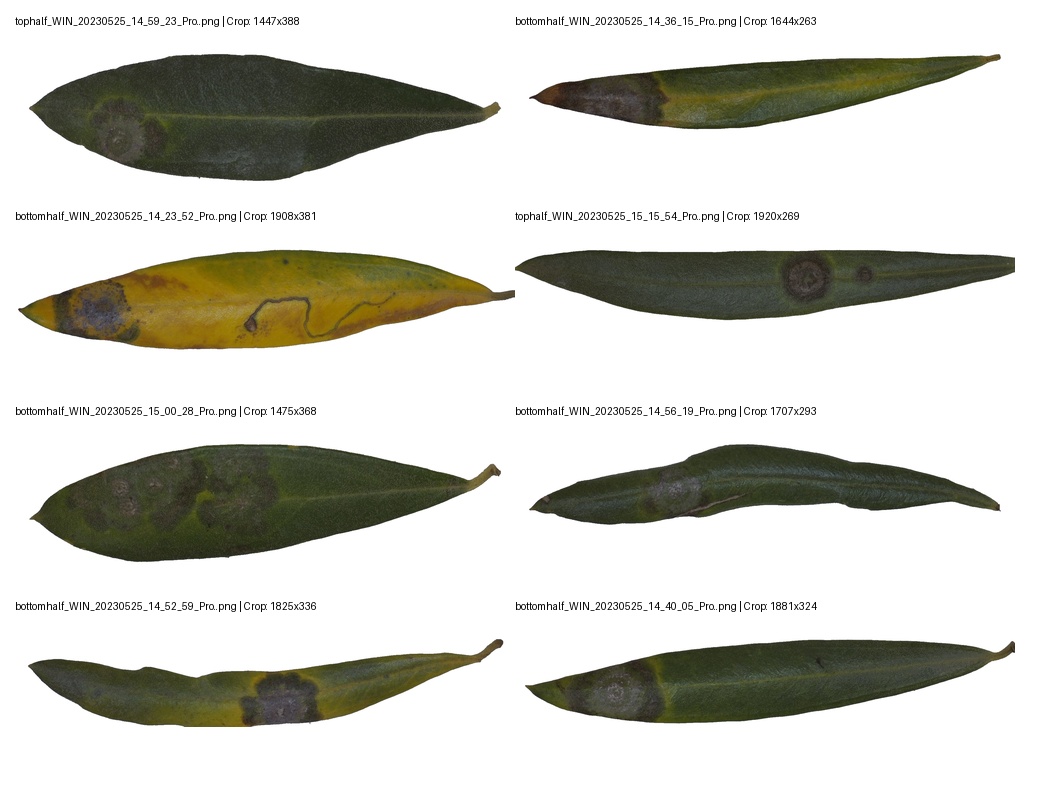 tophalf_WIN_20230525_14_59_23_Pro..png | Crop: 1447x388
bottomhalf_WIN_20230525_14_36_15_Pro..png | Crop: 1644x263
bottomhalf_WIN_20230525_14_23_52_Pro..png | Crop: 1908x381
tophalf_WIN_20230525_15_15_54_Pro..png | Crop: 1920x269
bottomhalf_WIN_20230525_15_00_28_Pro..png | Crop: 1475x368
bottomhalf_WIN_20230525_14_56_19_Pro..png | Crop: 1707x293
bottomhalf_WIN_20230525_14_52_59_Pro..png | Crop: 1825x336
bottomhalf_WIN_20230525_14_40_05_Pro..png | Crop: 1881x324